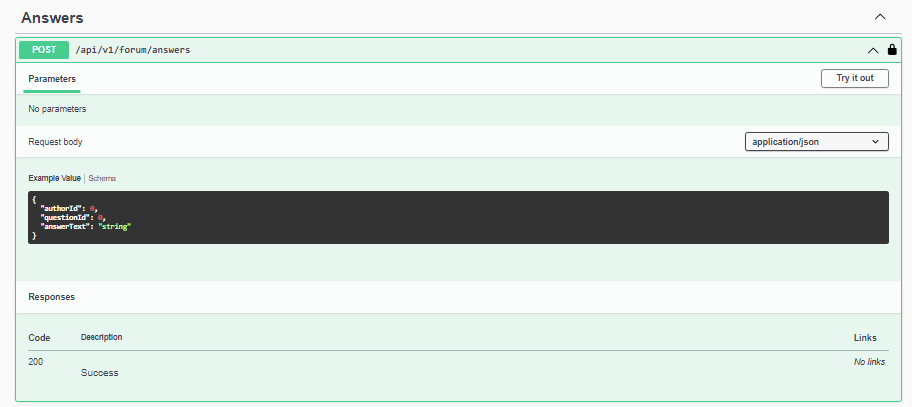 Answers
POST /api/v1/forum/answers
Parameters Try it out
No parameters
Request body application/json
Example Value | Schema
{
"authorId": 0,
"questionId": 0,
"answerText": "string"
}
Responses
Code Description Links
200 Success No links